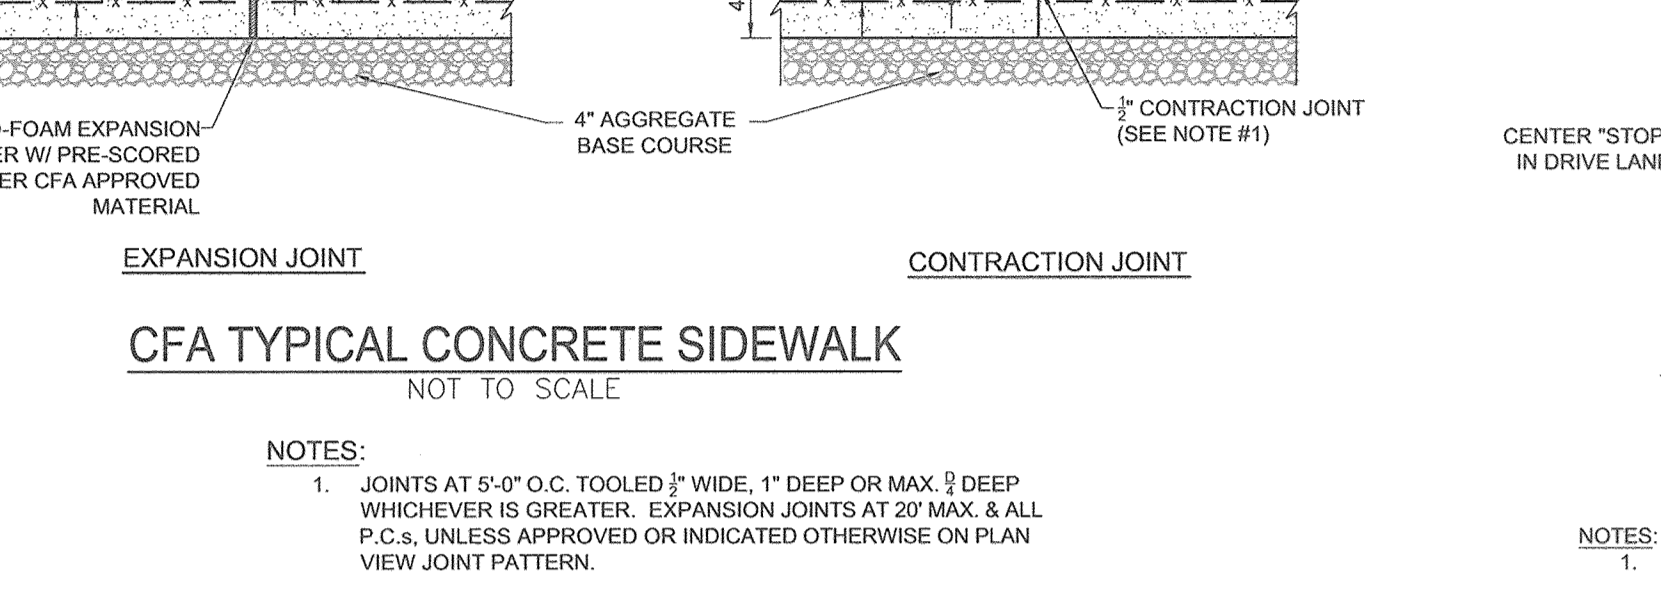 4
4" AGGREGATE
BASE COURSE
½" CONTRACTION JOINT
(SEE NOTE #1)
-FOAM EXPANSION
ER W/ PRE-SCORED
ER CFA APPROVED
MATERIAL
CENTER "STOP
IN DRIVE LAN
EXPANSION JOINT
CONTRACTION JOINT
CFA TYPICAL CONCRETE SIDEWALK
NOT TO SCALE
NOTES:
1. JOINTS AT 5'-0" O.C. TOOLED ½" WIDE, 1" DEEP OR MAX. D/4 DEEP
WHICHEVER IS GREATER. EXPANSION JOINTS AT 20' MAX. & ALL
P.C.s, UNLESS APPROVED OR INDICATED OTHERWISE ON PLAN
VIEW JOINT PATTERN.
NOTES:
1.